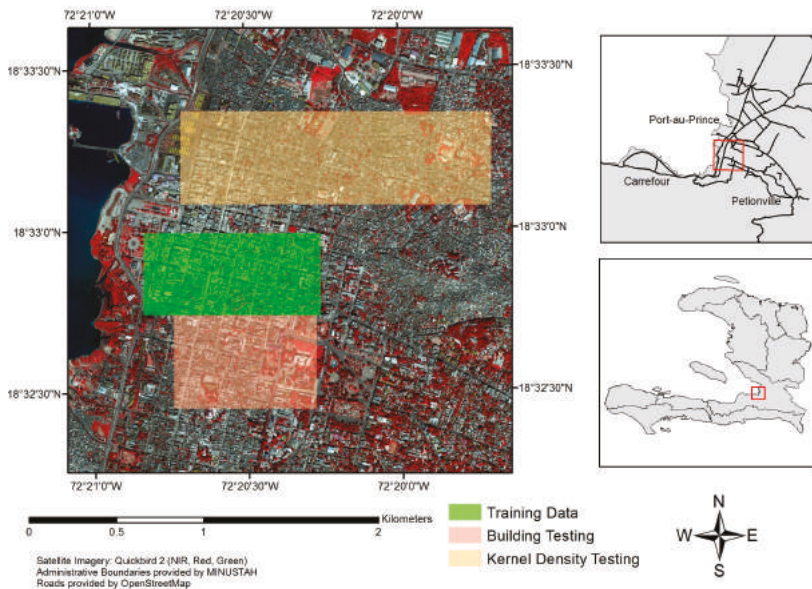 72°21'0"W 72°20'30"W 72°20'0"W
18°33'30"N 18°33'30"N
18°33'0"N 18°33'0"N
18°32'30"N 18°32'30"N
72°21'0"W 72°20'30"W 72°20'0"W
Port-au-Prince
Carrefour
Petionville
Kilometers
0 0.5 1 2
Training Data
Building Testing
Kernel Density Testing
N
W E
S
Satellite Imagery: Quickbird 2 (NIR, Red, Green)
Administrative Boundaries provided by MINUSTAH
Roads provided by OpenStreetMap